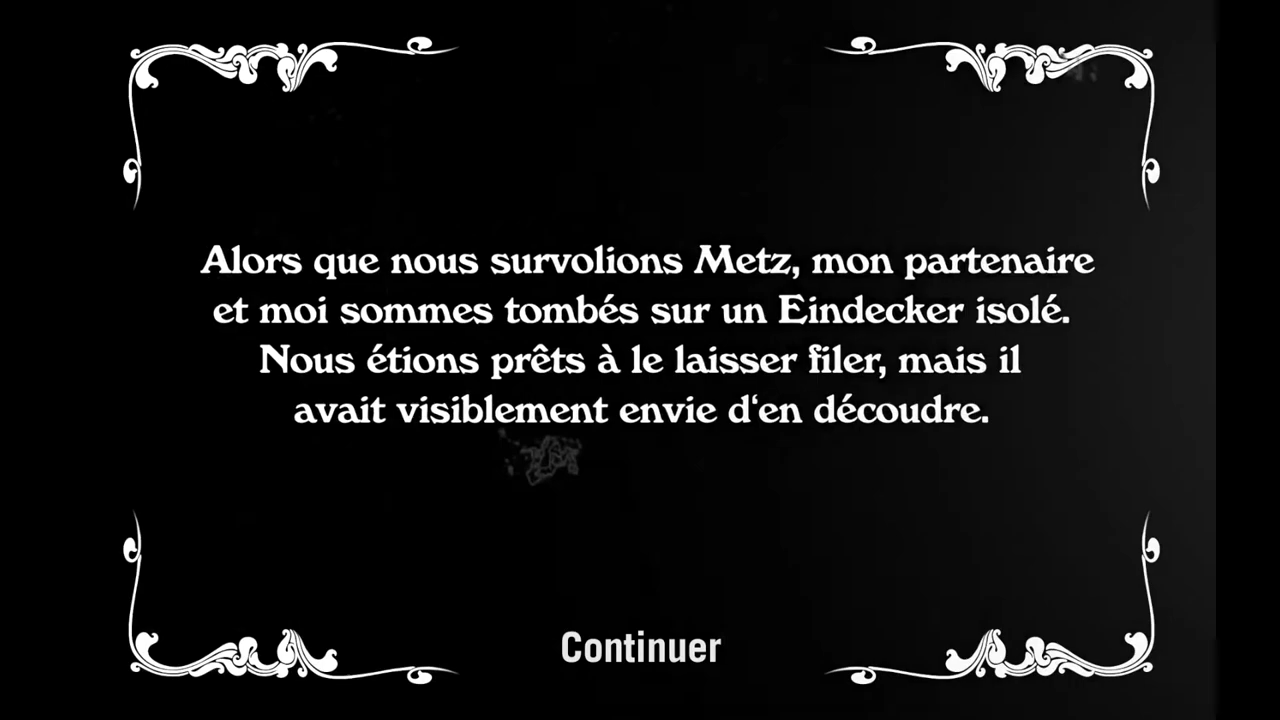 Alors que nous survolions Metz, mon partenaire
et moi sommes tombés sur un Eindecker isolé.
Nous étions prêts à le laisser filer, mais il
avait visiblement envie d‘en découdre.
Continuer